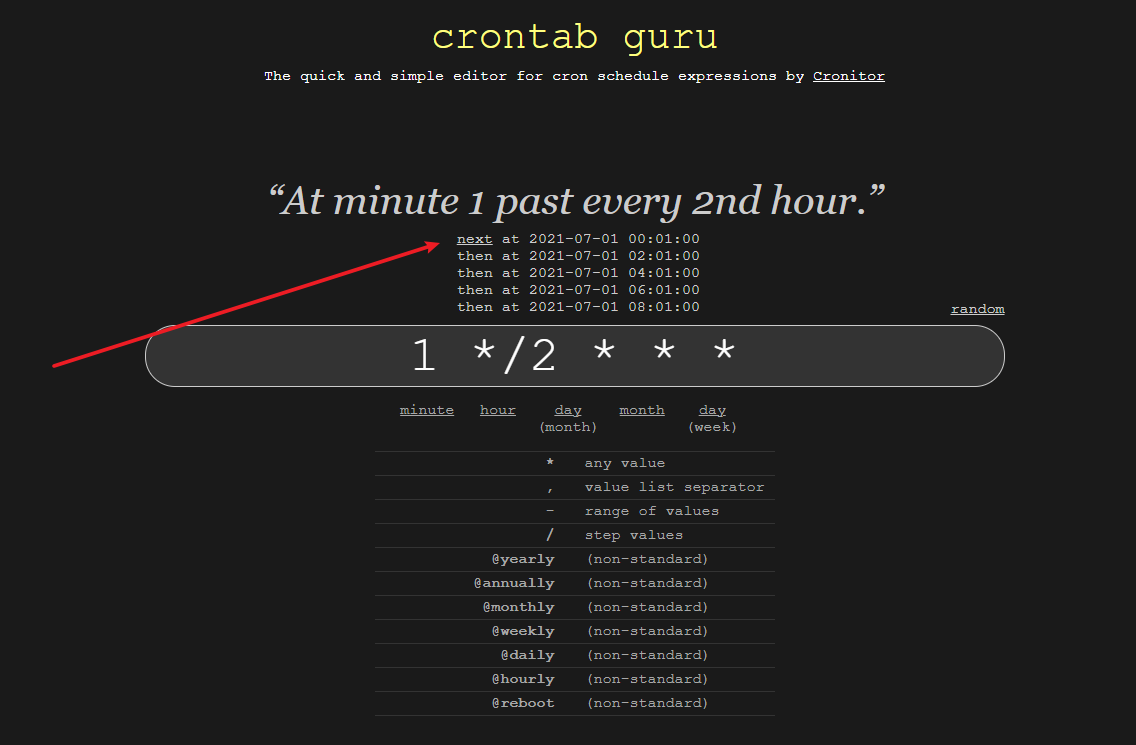 crontab guru
The quick and simple editor for cron schedule expressions by Cronitor
“At minute 1 past every 2nd hour.”
next at 2021-07-01 00:01:00
then at 2021-07-01 02:01:00
then at 2021-07-01 04:01:00
then at 2021-07-01 06:01:00
then at 2021-07-01 08:01:00
random
1 */2 * * *
minute hour day (month) month day (week)
* any value
, value list separator
- range of values
/ step values
@yearly (non-standard)
@annually (non-standard)
@monthly (non-standard)
@weekly (non-standard)
@daily (non-standard)
@hourly (non-standard)
@reboot (non-standard)